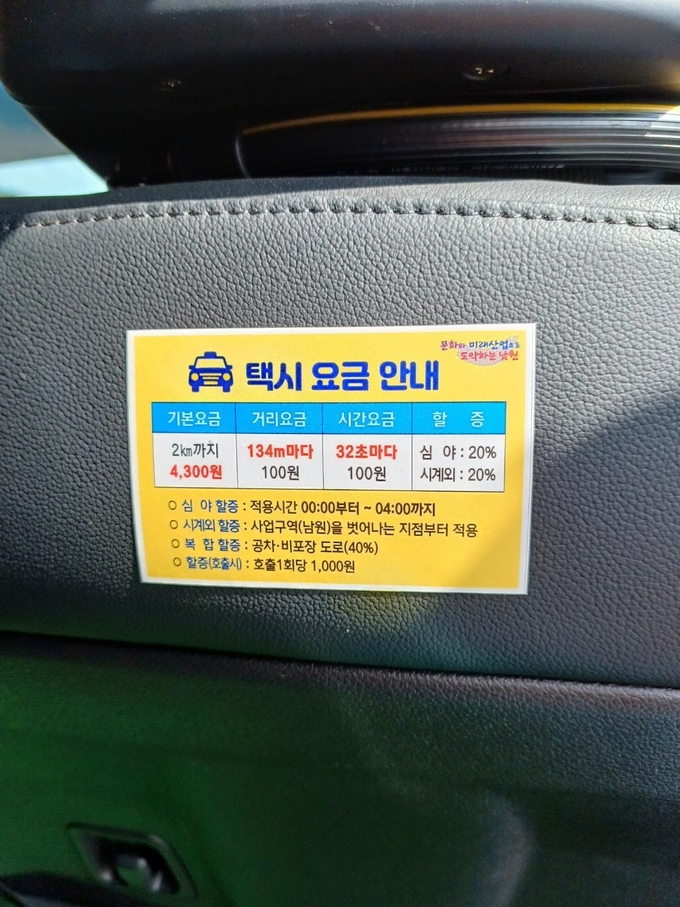 문화와 미래산업으로
도약하는 남원
택시 요금 안내
기본요금 거리요금 시간요금 할 증
2km까지 134m마다 32초마다 심 야 : 20%
4,300원 100원 100원 시계외 : 20%
○ 심 야 할증 : 적용시간 00:00부터 ~ 04:00까지
○ 시계외 할증 : 사업구역(남원)을 벗어나는 지점부터 적용
○ 복 합 할증 : 공차·비포장 도로(40%)
○ 할증(호출시) : 호출1회당 1,000원